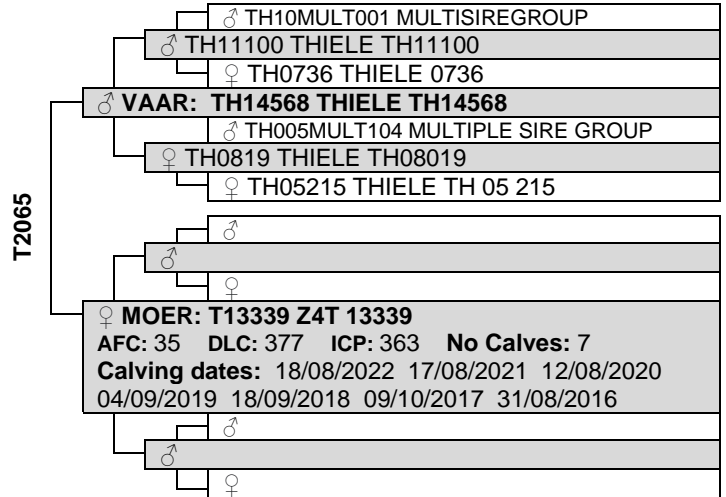 ♂ TH10MULT001 MULTISIREGROUP
♂ TH11100 THIELE TH11100
♀ TH0736 THIELE 0736
♂ VAAR: TH14568 THIELE TH14568
♂ TH005MULT104 MULTIPLE SIRE GROUP
♀ TH0819 THIELE TH08019
♀ TH05215 THIELE TH 05 215
T2065
♂
♂
♀
♀ MOER: T13339 Z4T 13339
AFC: 35 DLC: 377 ICP: 363 No Calves: 7
Calving dates: 18/08/2022 17/08/2021 12/08/2020
04/09/2019 18/09/2018 09/10/2017 31/08/2016
♂
♂
♀